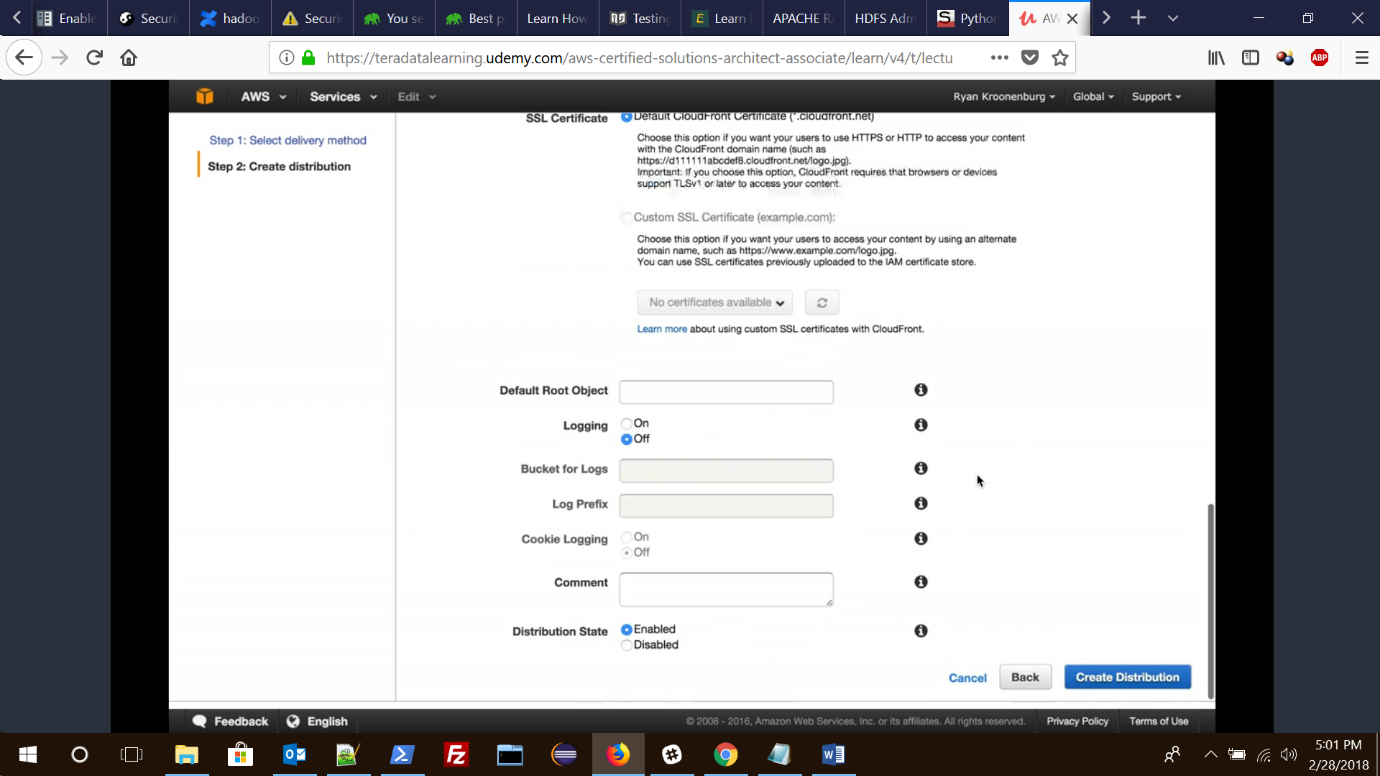 Enable
Securi
hadoo
Securi
You se
Best p
Learn How
Testing
Learn
APACHE RA
HDFS Adm
Python
AW
https://teradatalearning.udemy.com/aws-certified-solutions-architect-associate/learn/v4/t/lectu
ABP
AWS Services Edit Ryan Kroonenburg Global Support
Step 1: Select delivery method
Step 2: Create distribution
SSL Certificate Default CloudFront Certificate (*.cloudfront.net)
Choose this option if you want your users to use HTTPS or HTTP to access your content
with the CloudFront domain name (such as
https://d111111abcdef8.cloudfront.net/logo.jpg).
Important: If you choose this option, CloudFront requires that browsers or devices
support TLSv1 or later to access your content.
Custom SSL Certificate (example.com):
Choose this option if you want your users to access your content by using an alternate
domain name, such as https://www.example.com/logo.jpg.
You can use SSL certificates previously uploaded to the IAM certificate store.
No certificates available
Learn more about using custom SSL certificates with CloudFront.
Default Root Object
Logging On
Off
Bucket for Logs
Log Prefix
Cookie Logging On
Off
Comment
Distribution State Enabled
Disabled
Cancel Back Create Distribution
Feedback English © 2008 - 2016, Amazon Web Services, Inc. or its affiliates. All rights reserved. Privacy Policy Terms of Use
5:01 PM
2/28/2018